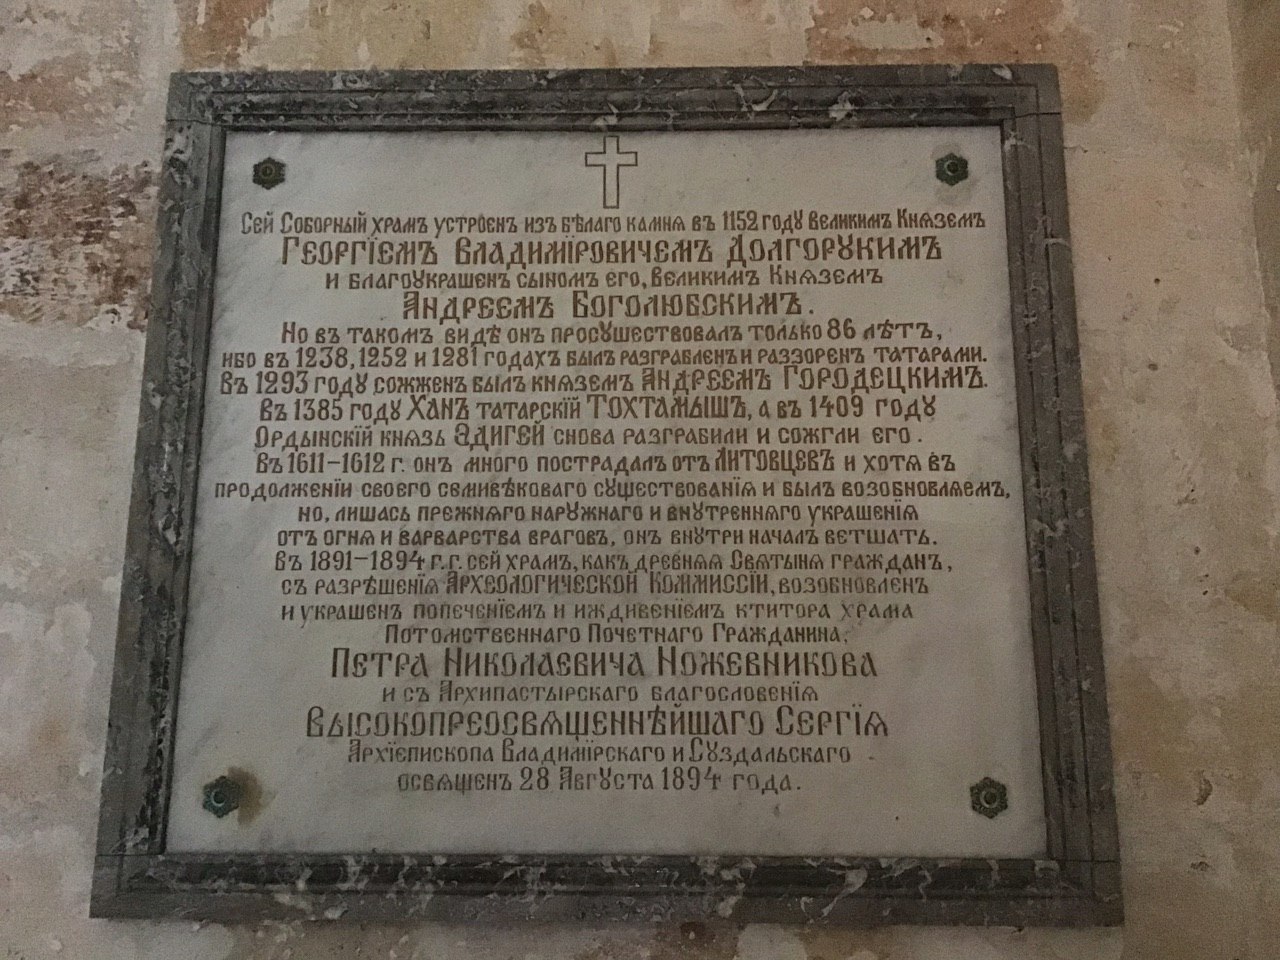 Сей Соборный храмъ устроенъ изъ бѣлаго камня въ 1152 году великимъ Княземъ
Георгіемъ Владиміровичемъ Долгорукимъ
и благоукрашенъ сыномъ его, Великимъ Княземъ
Андреемъ Боголюбскимъ.
Но въ такомъ видѣ онъ просуществовалъ только 86 лѣтъ,
ибо въ 1238, 1252 и 1281 годахъ былъ разграбленъ и раззоренъ татарами.
въ 1293 году сожженъ былъ княземъ Андреемъ Городецкимъ.
въ 1385 году Ханъ татарскій Тохтамышъ, а въ 1409 году
Ордынскій князь Эдигей снова разграбили и сожгли его.
въ 1611–1612 г. онъ много пострадалъ отъ Литовцевъ и хотя въ
продолженіи своего семивѣковаго существованія и былъ возобновляемъ,
но, лишась прежняго наружнаго и внутренняго украшенія
отъ огня и варварства враговъ, онъ внутри началъ ветшать.
Въ 1891–1894 г.г. сей храмъ, какъ древняя Святыня гражданъ,
съ разрѣшенія Археологической Коммиссіи, возобновленъ
и украшенъ попеченіемъ и иждивеніемъ ктитора храма
Потомственнаго Почетнаго Гражданина:
Петра Николаевича Ножевникова
и съ Архипастырскаго благословенія
Высокопреосвященнѣйшаго Сергія
Архіепископа Владимірскаго и Суздальскаго
освященъ 28 Августа 1894 года.